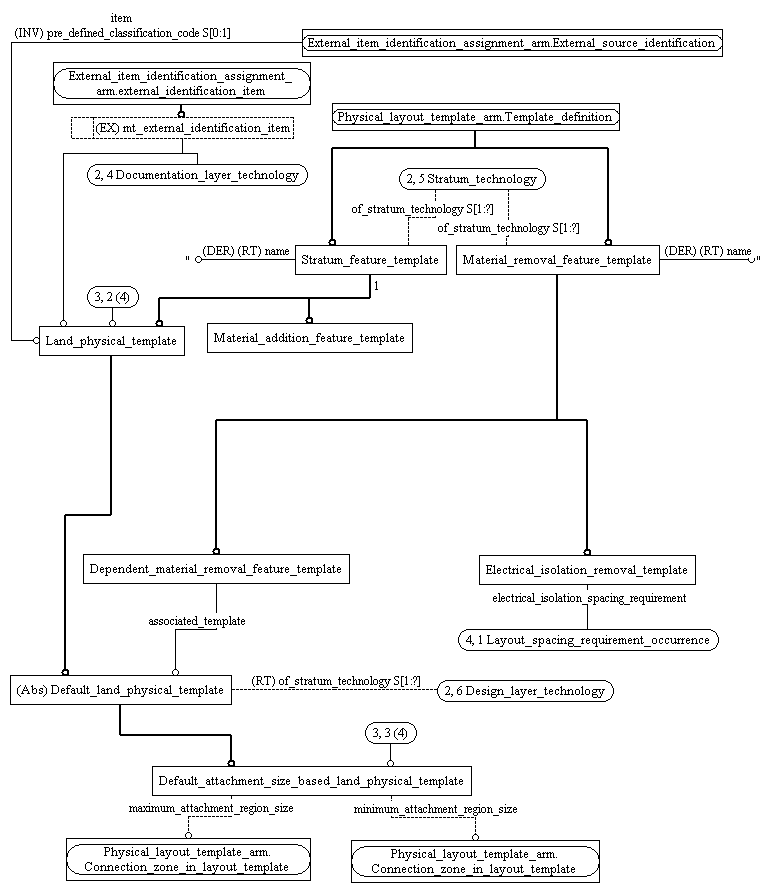 item
(INV) pre_defined_classification_code S[0:1]
External_item_identification_assignment_arm.External_source_identification
External_item_identification_assignment_
arm.external_identification_item
(EX) mt_external_identification_item
Physical_layout_template_arm.Template_definition
2, 4 Documentation_layer_technology
2, 5 Stratum_technology
of_stratum_technology S[1:?]
of_stratum_technology S[1:?]
" (DER) (RT) name
Stratum_feature_template
Material_removal_feature_template
(DER) (RT) name "
1
3, 2 (4)
Land_physical_template
Material_addition_feature_template
Dependent_material_removal_feature_template
Electrical_isolation_removal_template
electrical_isolation_spacing_requirement
associated_template
4, 1 Layout_spacing_requirement_occurrence
(Abs) Default_land_physical_template
(RT) of_stratum_technology S[1:?]
2, 6 Design_layer_technology
3, 3 (4)
Default_attachment_size_based_land_physical_template
maximum_attachment_region_size
minimum_attachment_region_size
Physical_layout_template_arm.
Connection_zone_in_layout_template
Physical_layout_template_arm.
Connection_zone_in_layout_template